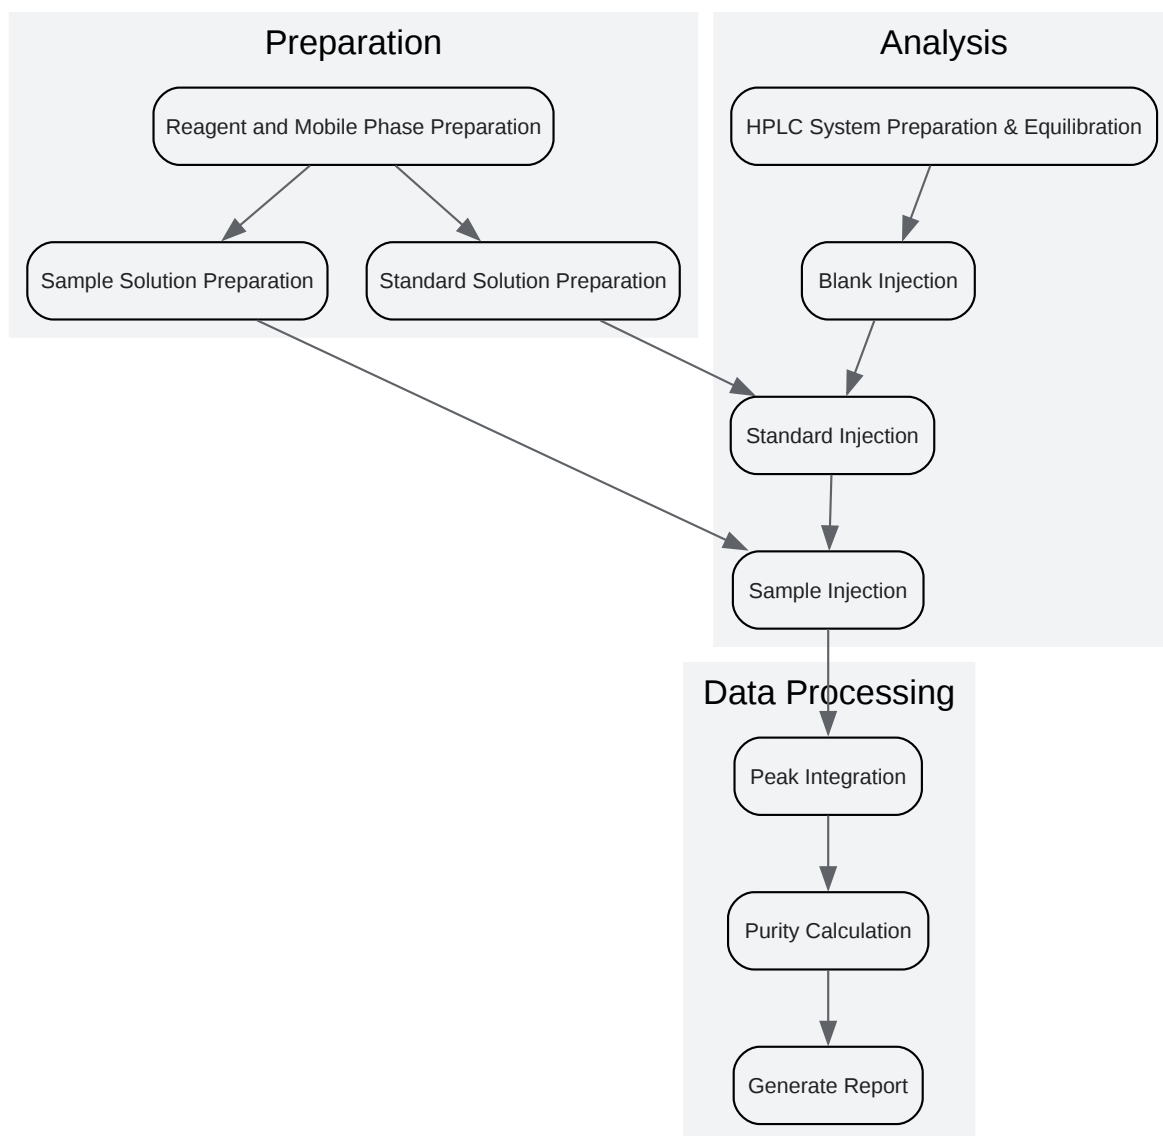 Preparation
Reagent and Mobile Phase Preparation
Sample Solution Preparation
Standard Solution Preparation
Analysis
HPLC System Preparation & Equilibration
Blank Injection
Standard Injection
Sample Injection
Data Processing
Peak Integration
Purity Calculation
Generate Report